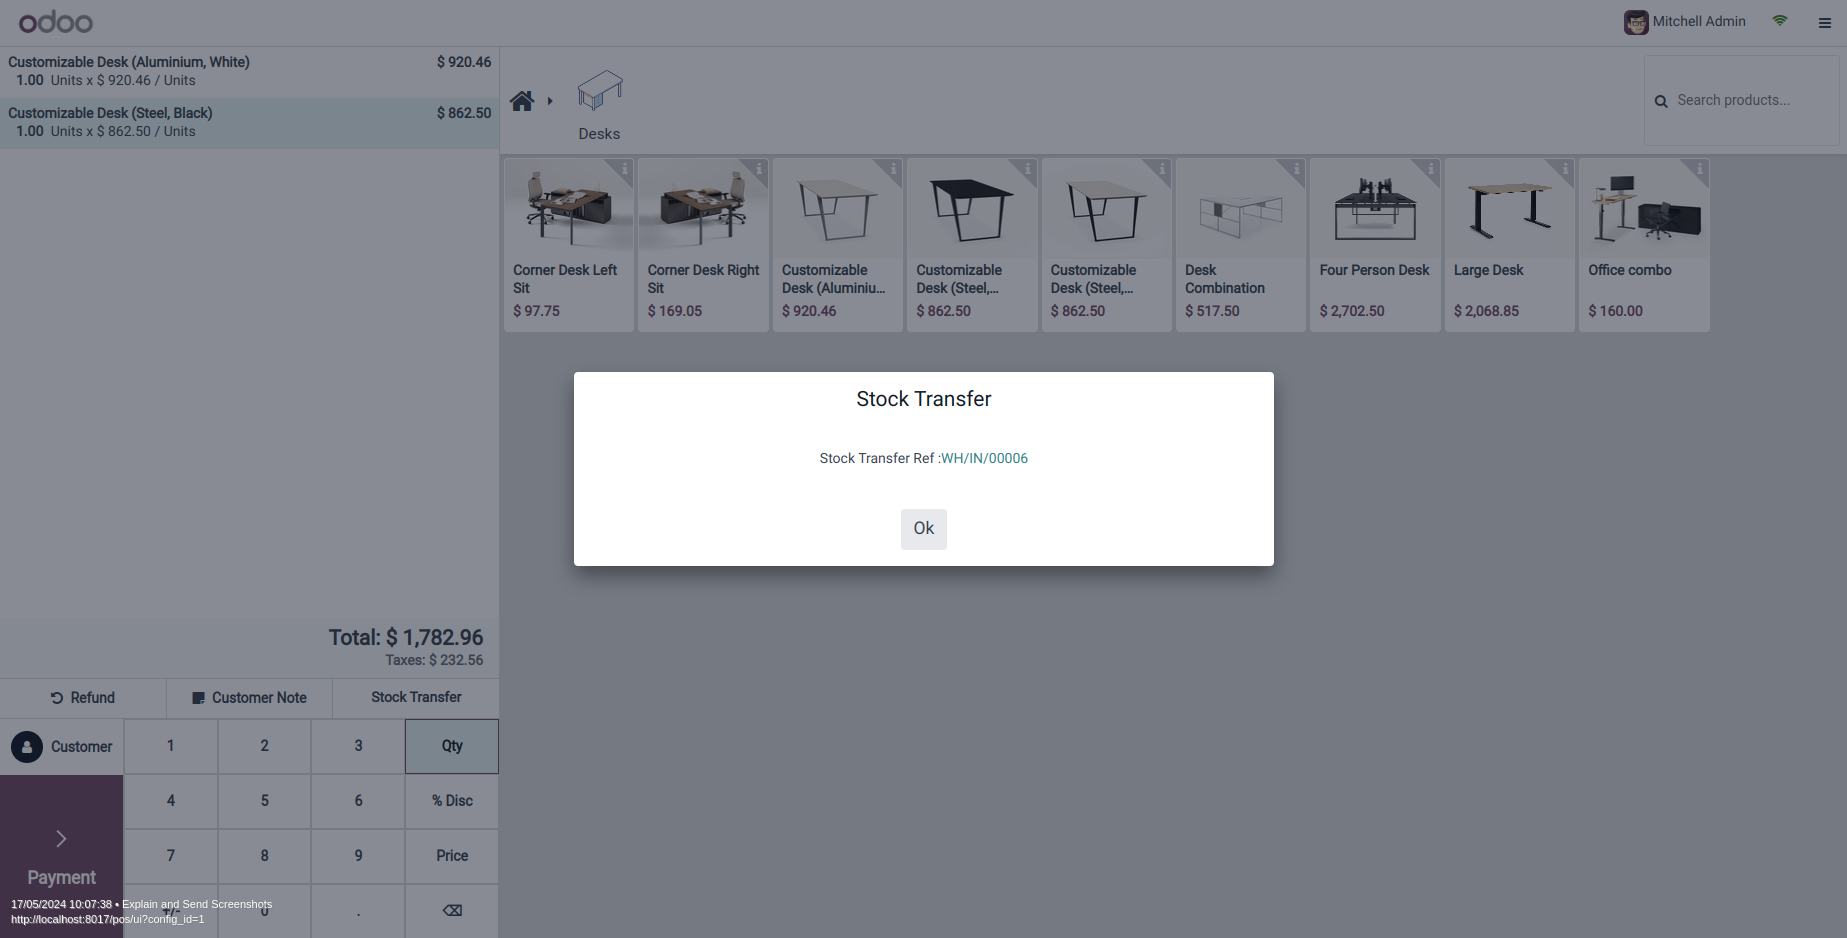 odoo
Mitchell Admin
Customizable Desk (Aluminium, White) $ 920.46
1.00 Units x $ 920.46 / Units
Customizable Desk (Steel, Black) $ 862.50
1.00 Units x $ 862.50 / Units
Desks
Search products...
Corner Desk Left
Sit
$ 97.75
Corner Desk Right
Sit
$ 169.05
Customizable
Desk (Aluminiu...
$ 920.46
Customizable
Desk (Steel,...
$ 862.50
Customizable
Desk (Steel,...
$ 862.50
Desk
Combination
$ 517.50
Four Person Desk
$ 2,702.50
Large Desk
$ 2,068.85
Office combo
$ 160.00
Stock Transfer
Stock Transfer Ref :WH/IN/00006
Ok
Total: $ 1,782.96
Taxes: $ 232.56
Refund Customer Note Stock Transfer
Customer 1 2 3 Qty
4 5 6 % Disc
7 8 9 Price
Payment
+/- 0 .
17/05/2024 10:07:38 • Explain and Send Screenshots
http://localhost:8017/pos/ui?config_id=1